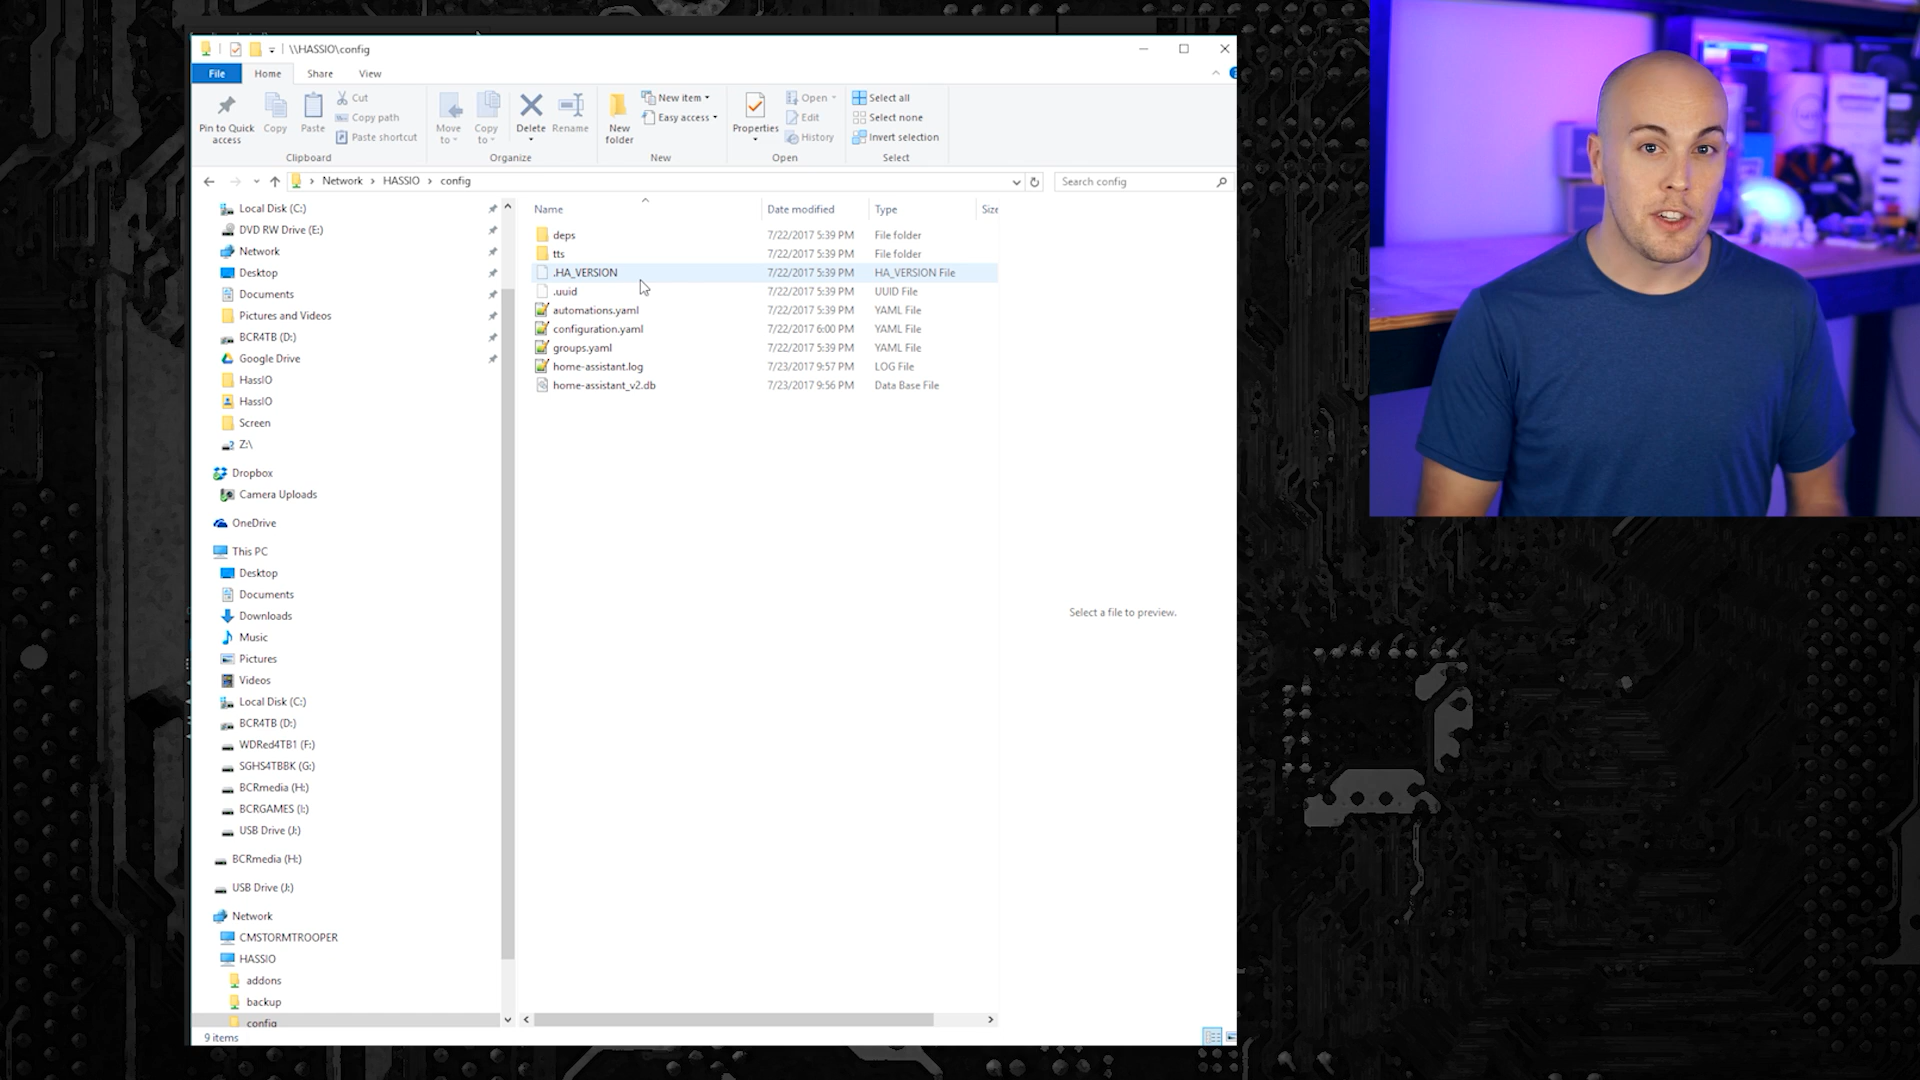 \\HASSIO\config
File Home Share View
Pin to Quick access
Copy
Paste
Cut
Copy path
Paste shortcut
Clipboard
Move to
Copy to
Delete
Rename
Organize
New folder
New item
Easy access
New
Properties
Open
Edit
History
Open
Select all
Select none
Invert selection
Select
Network > HASSIO > config
Search config
Local Disk (C:)
DVD RW Drive (E:)
Network
Desktop
Documents
Pictures and Videos
BCR4TB (D:)
Google Drive
HassIO
HassIO
Screen
Z:\
Dropbox
Camera Uploads
OneDrive
This PC
Desktop
Documents
Downloads
Music
Pictures
Videos
Local Disk (C:)
BCR4TB (D:)
WDRed4TB1 (F:)
SGHS4TBBK (G:)
BCRmedia (H:)
BCRGAMES (I:)
USB Drive (J:)
BCRmedia (H:)
USB Drive (J:)
Network
CMSTORMTROOPER
HASSIO
addons
backup
config
Name Date modified Type Size
deps 7/22/2017 5:39 PM File folder
tts 7/22/2017 5:39 PM File folder
.HA_VERSION 7/22/2017 5:39 PM HA_VERSION File
.uuid 7/22/2017 5:39 PM UUID File
automations.yaml 7/22/2017 5:39 PM YAML File
configuration.yaml 7/22/2017 6:00 PM YAML File
groups.yaml 7/22/2017 5:39 PM YAML File
home-assistant.log 7/23/2017 9:57 PM LOG File
home-assistant_v2.db 7/23/2017 9:56 PM Data Base File
Select a file to preview.
9 items